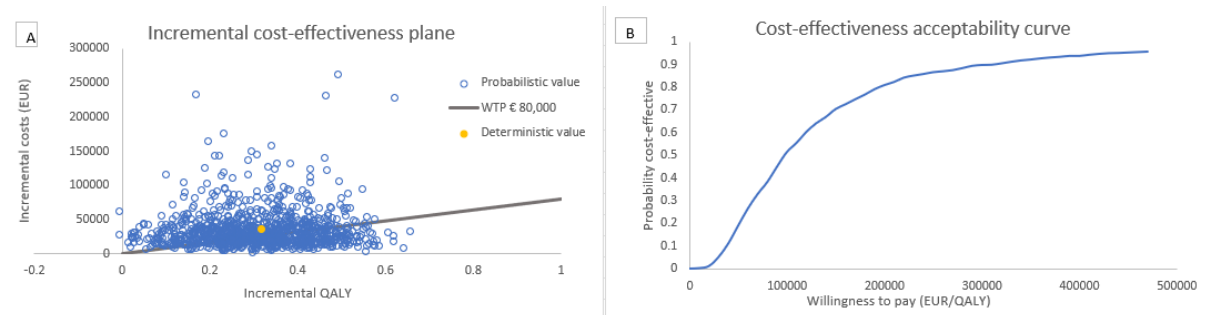 A
Incremental cost-effectiveness plane
300000
250000
200000
150000
100000
50000
0
-0.2
0
0.2
0.4
0.6
0.8
1
Incremental costs (EUR)
Incremental QALY
Probabilistic value
WTP € 80,000
Deterministic value
B
Cost-effectiveness acceptability curve
1
0.9
0.8
0.7
0.6
0.5
0.4
0.3
0.2
0.1
0
0
100000
200000
300000
400000
500000
Probability cost-effective
Willingness to pay (EUR/QALY)